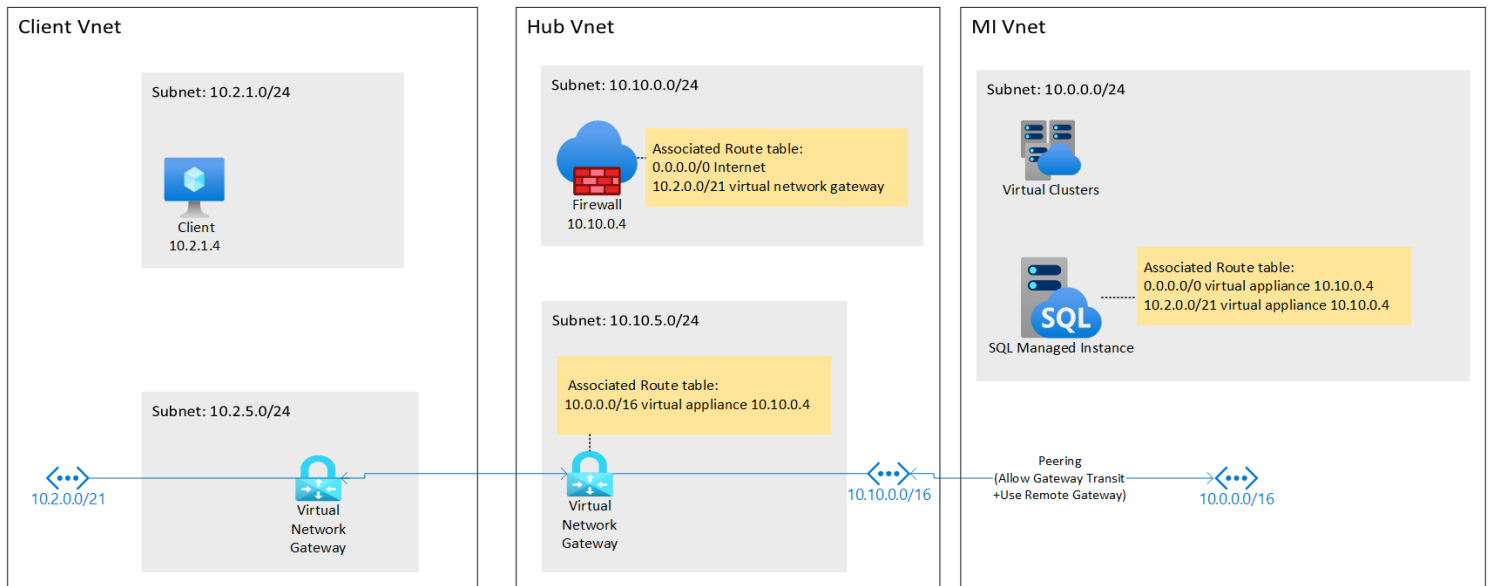 Client Vnet
Subnet: 10.2.1.0/24
Client
10.2.1.4
Subnet: 10.2.5.0/24
10.2.0.0/21
Virtual
Network
Gateway
Hub Vnet
Subnet: 10.10.0.0/24
Associated Route table:
0.0.0.0/0 Internet
10.2.0.0/21 virtual network gateway
Firewall
10.10.0.4
Subnet: 10.10.5.0/24
Associated Route table:
10.0.0.0/16 virtual appliance 10.10.0.4
Virtual
Network
Gateway
10.10.0.0/16
MI Vnet
Subnet: 10.0.0.0/24
Virtual Clusters
Associated Route table:
0.0.0.0/0 virtual appliance 10.10.0.4
10.2.0.0/21 virtual appliance 10.10.0.4
SQL
SQL Managed Instance
Peering
(Allow Gateway Transit
+Use Remote Gateway)
10.0.0.0/16